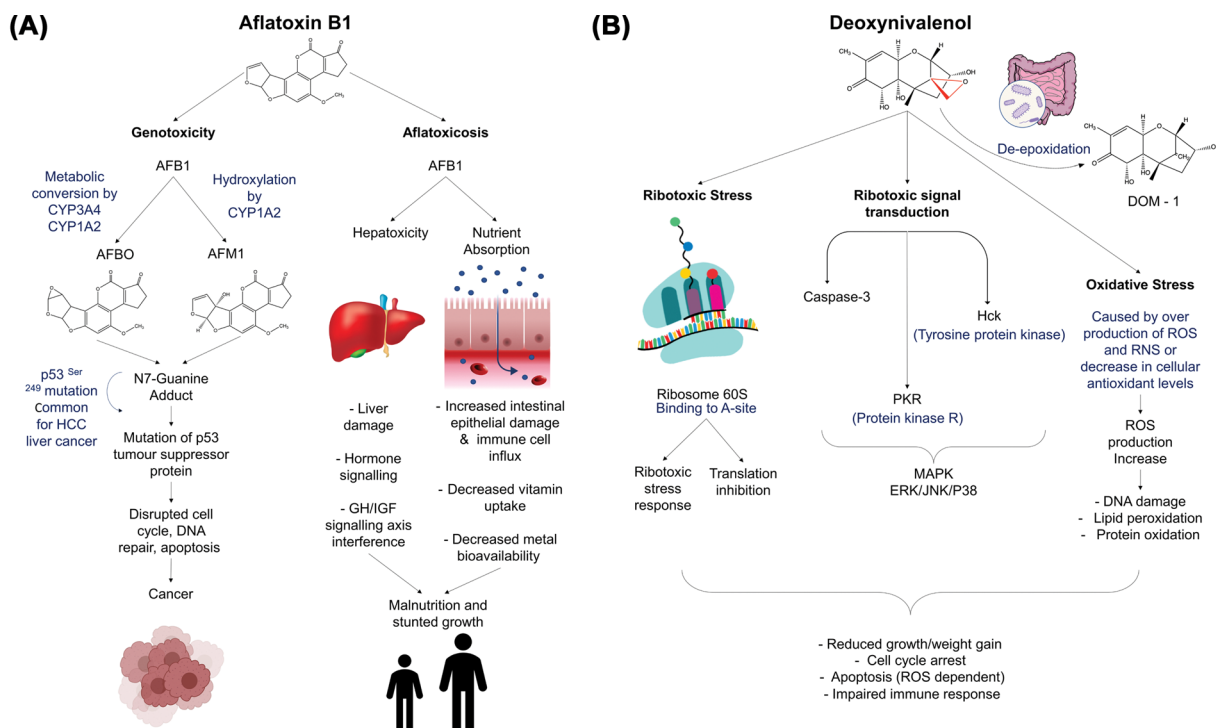 (A)
Aflatoxin B1
O
O
O
O
O
CH₃
Genotoxicity
Aflatoxicosis
AFB1
AFB1
Metabolic
conversion by
CYP3A4
CYP1A2
Hydroxylation
by
CYP1A2
AFBO
AFM1
Hepatoxicity
Nutrient
Absorption
p53 Ser
249 mutation
Common
for HCC
liver cancer
N7-Guanine
Adduct
Mutation of p53
tumour suppressor
protein
Disrupted cell
cycle, DNA
repair, apoptosis
Cancer
- Liver
damage
- Hormone
signalling
- GH/IGF
signalling axis
interference
- Increased intestinal
epithelial damage
& immune cell
influx
- Decreased vitamin
uptake
- Decreased metal
bioavailability
Malnutrition and
stunted growth
(B)
Deoxynivalenol
De-epoxidation
DOM - 1
Ribotoxic Stress
Ribotoxic signal
transduction
Oxidative Stress
Ribosome 60S
Binding to A-site
Ribotoxic
stress
response
Translation
inhibition
Caspase-3
Hck
(Tyrosine protein kinase)
PKR
(Protein kinase R)
MAPK
ERK/JNK/P38
Caused by over
production of ROS
and RNS or
decrease in cellular
antioxidant levels
ROS
production
Increase
- DNA damage
- Lipid peroxidation
- Protein oxidation
- Reduced growth/weight gain
- Cell cycle arrest
- Apoptosis (ROS dependent)
- Impaired immune response